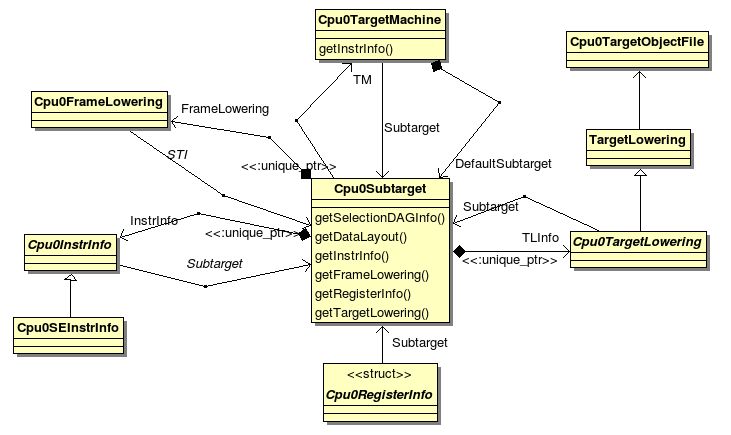 Cpu0TargetMachine
getInstrInfo()
Cpu0TargetObjectFile
TM
Cpu0FrameLowering
FrameLowering
Subtarget
TargetLowering
STI
<<:unique_ptr>>
DefaultSubtarget
Cpu0Subtarget
getSelectionDAGInfo()
getDataLayout()
getInstrInfo()
getFrameLowering()
getRegisterInfo()
getTargetLowering()
Subtarget
InstrInfo
<<:unique_ptr>>
Cpu0InstrInfo
Subtarget
TLInfo
<<:unique_ptr>>
Cpu0TargetLowering
Cpu0SEInstrInfo
Subtarget
<<struct>>
Cpu0RegisterInfo